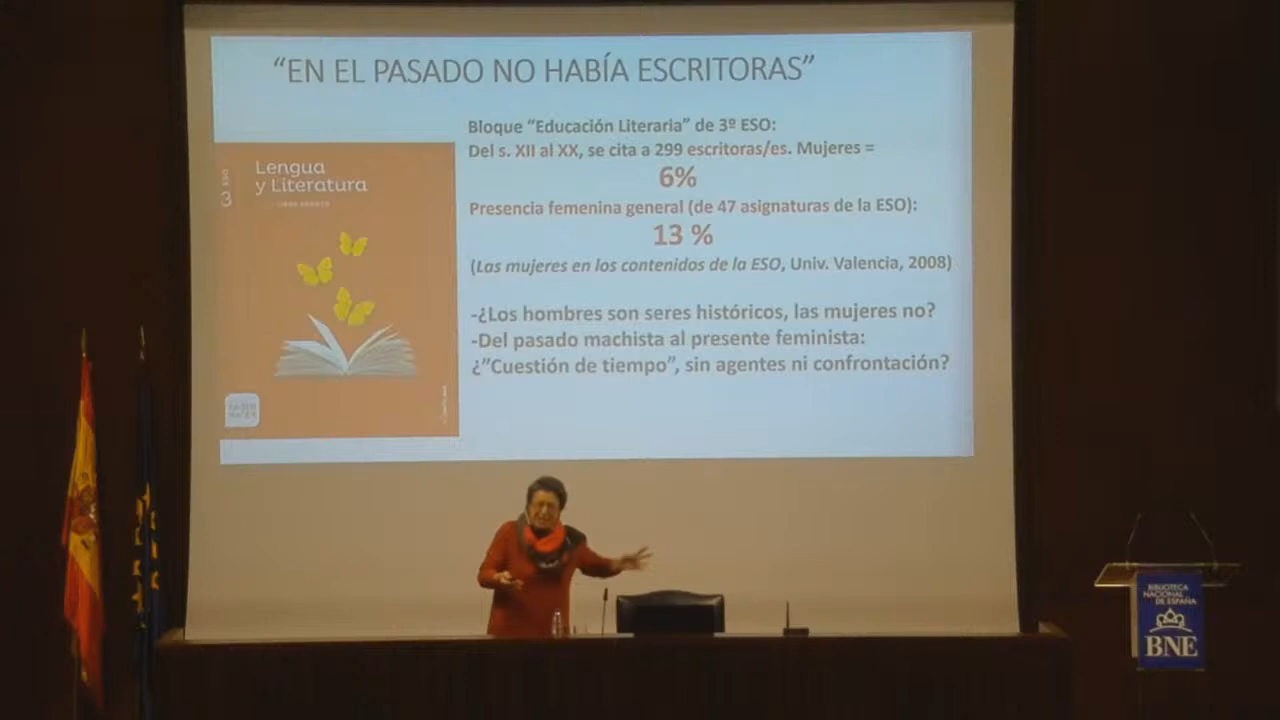 “EN EL PASADO NO HABÍA ESCRITORAS”
Bloque “Educación Literaria” de 3º ESO:
Del s. XII al XX, se cita a 299 escritoras/es. Mujeres =
6%
Presencia femenina general (de 47 asignaturas de la ESO):
13 %
(Las mujeres en los contenidos de la ESO, Univ. Valencia, 2008)
-¿Los hombres son seres históricos, las mujeres no?
-Del pasado machista al presente feminista:
¿”Cuestión de tiempo”, sin agentes ni confrontación?
3 ESO
Lengua
y Literatura
BIBLIOTECA
NACIONAL
DE ESPAÑA
BNE